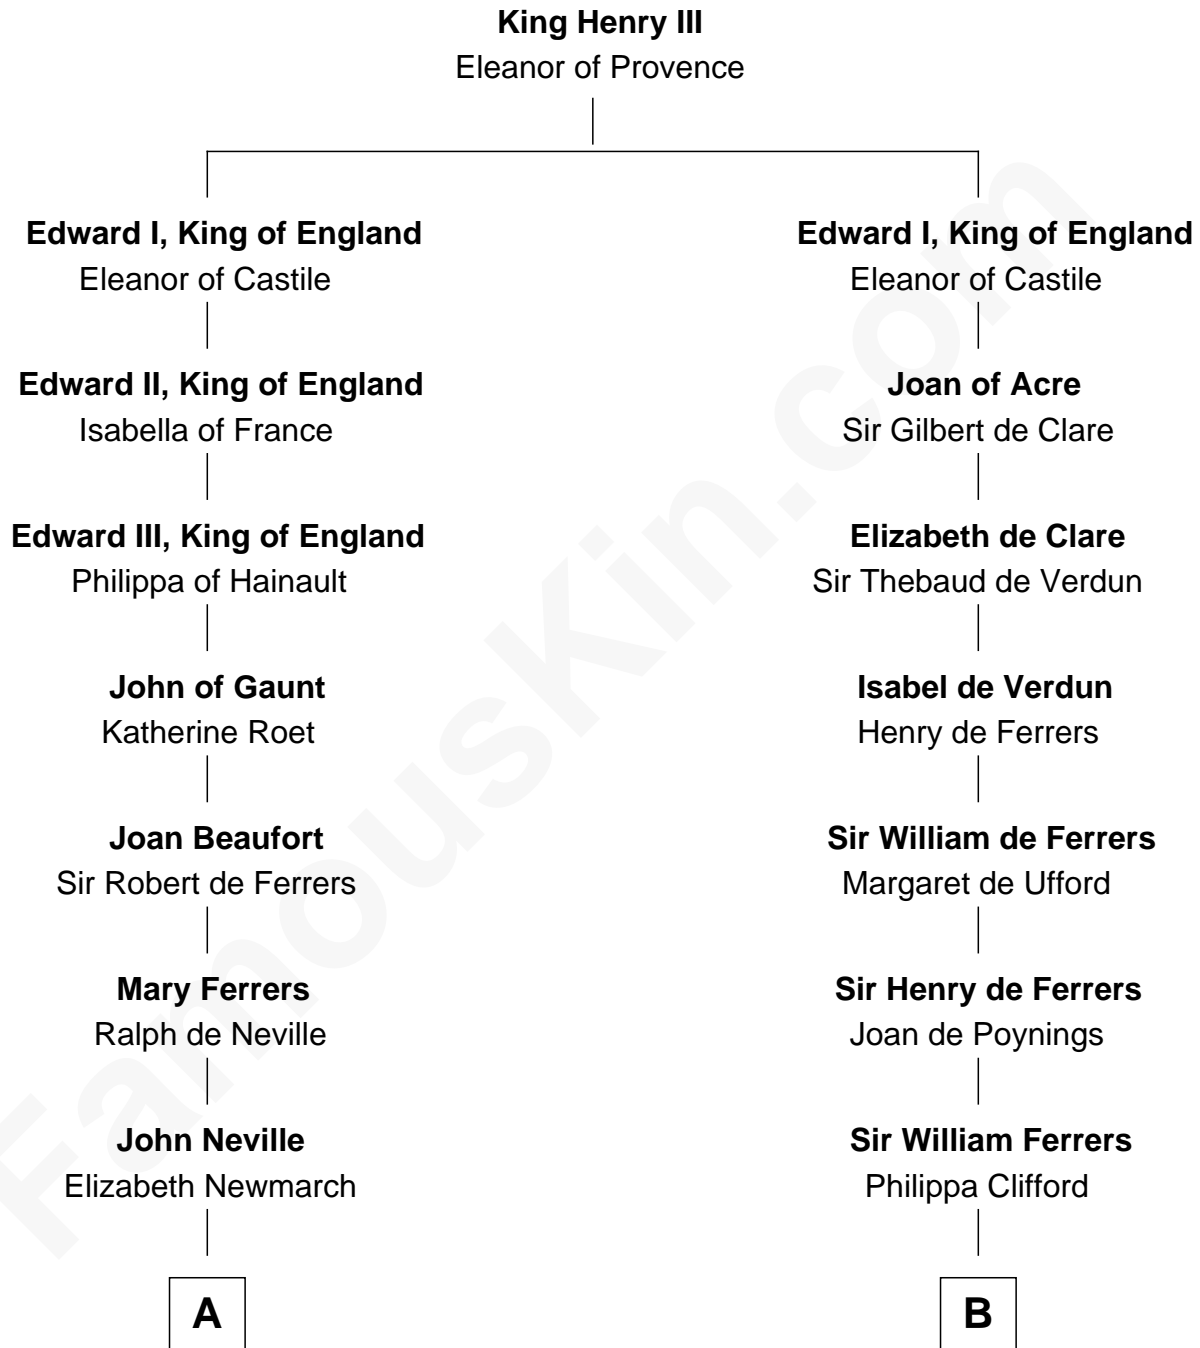 King Henry III
Eleanor of Provence
Edward I, King of England
Eleanor of Castile
Edward II, King of England
Isabella of France
Edward III, King of England
Philippa of Hainault
John of Gaunt
Katherine Roet
Joan Beaufort
Sir Robert de Ferrers
Mary Ferrers
Ralph de Neville
John Neville
Elizabeth Newmarch
A
Edward I, King of England
Eleanor of Castile
Joan of Acre
Sir Gilbert de Clare
Elizabeth de Clare
Sir Thebaud de Verdun
Isabel de Verdun
Henry de Ferrers
Sir William de Ferrers
Margaret de Ufford
Sir Henry de Ferrers
Joan de Poynings
Sir William Ferrers
Philippa Clifford
B
FamousKin.com